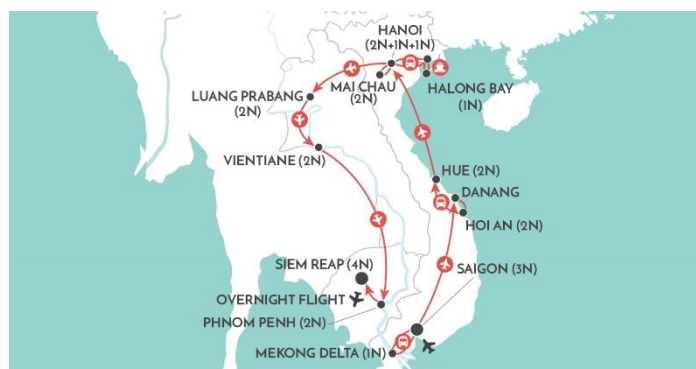 HANOI
(2N+1N+1N)
MAI CHAU
(2N)
HALONG BAY
(1N)
LUANG PRABANG
(2N)
VIENTIANE (2N)
HUE (2N)
DANANG
HOI AN (2N)
SIEM REAP (4N)
SAIGON (3N)
OVERNIGHT FLIGHT
PHNOM PENH (2N)
MEKONG DELTA (1N)